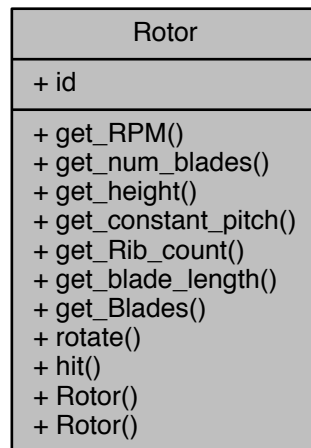 Rotor
+ id
+ get_RPM()
+ get_num_blades()
+ get_height()
+ get_constant_pitch()
+ get_Rib_count()
+ get_blade_length()
+ get_Blades()
+ rotate()
+ hit()
+ Rotor()
+ Rotor()